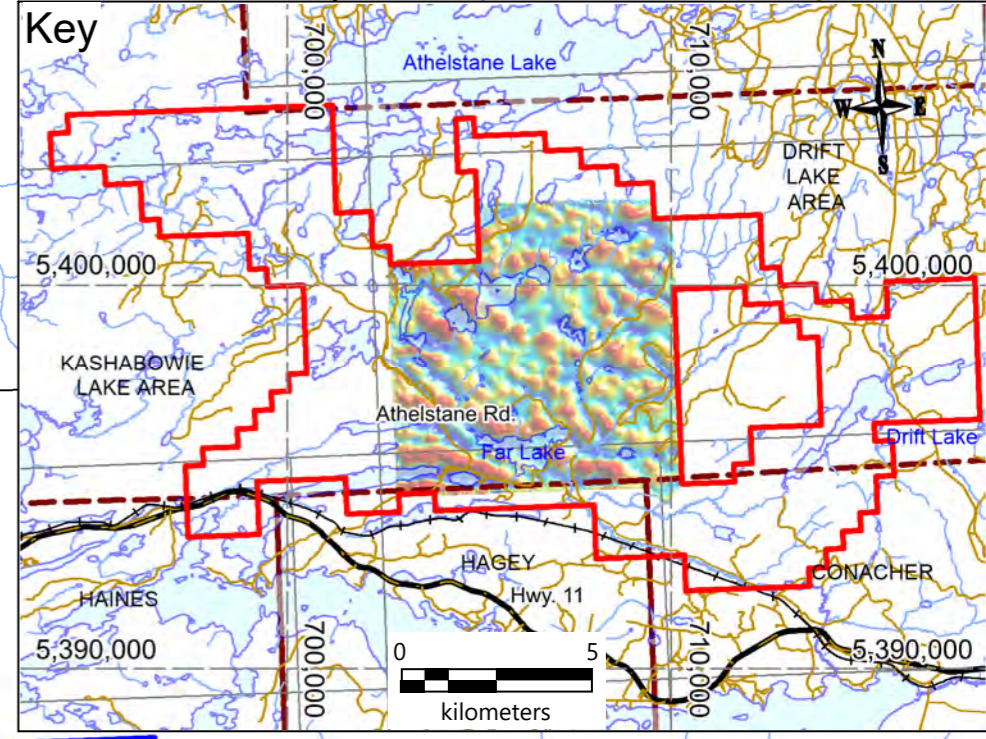 Key
700,000
710,000
Athelstane Lake
N
W E
S
DRIFT
LAKE
AREA
5,400,000
5,400,000
KASHABOWIE
LAKE AREA
Athelstane Rd.
Far Lake
Drift Lake
HAGEY
CONACHER
HAINES
Hwy. 11
5,390,000
5,390,000
700,000
710,000
0 5
kilometers